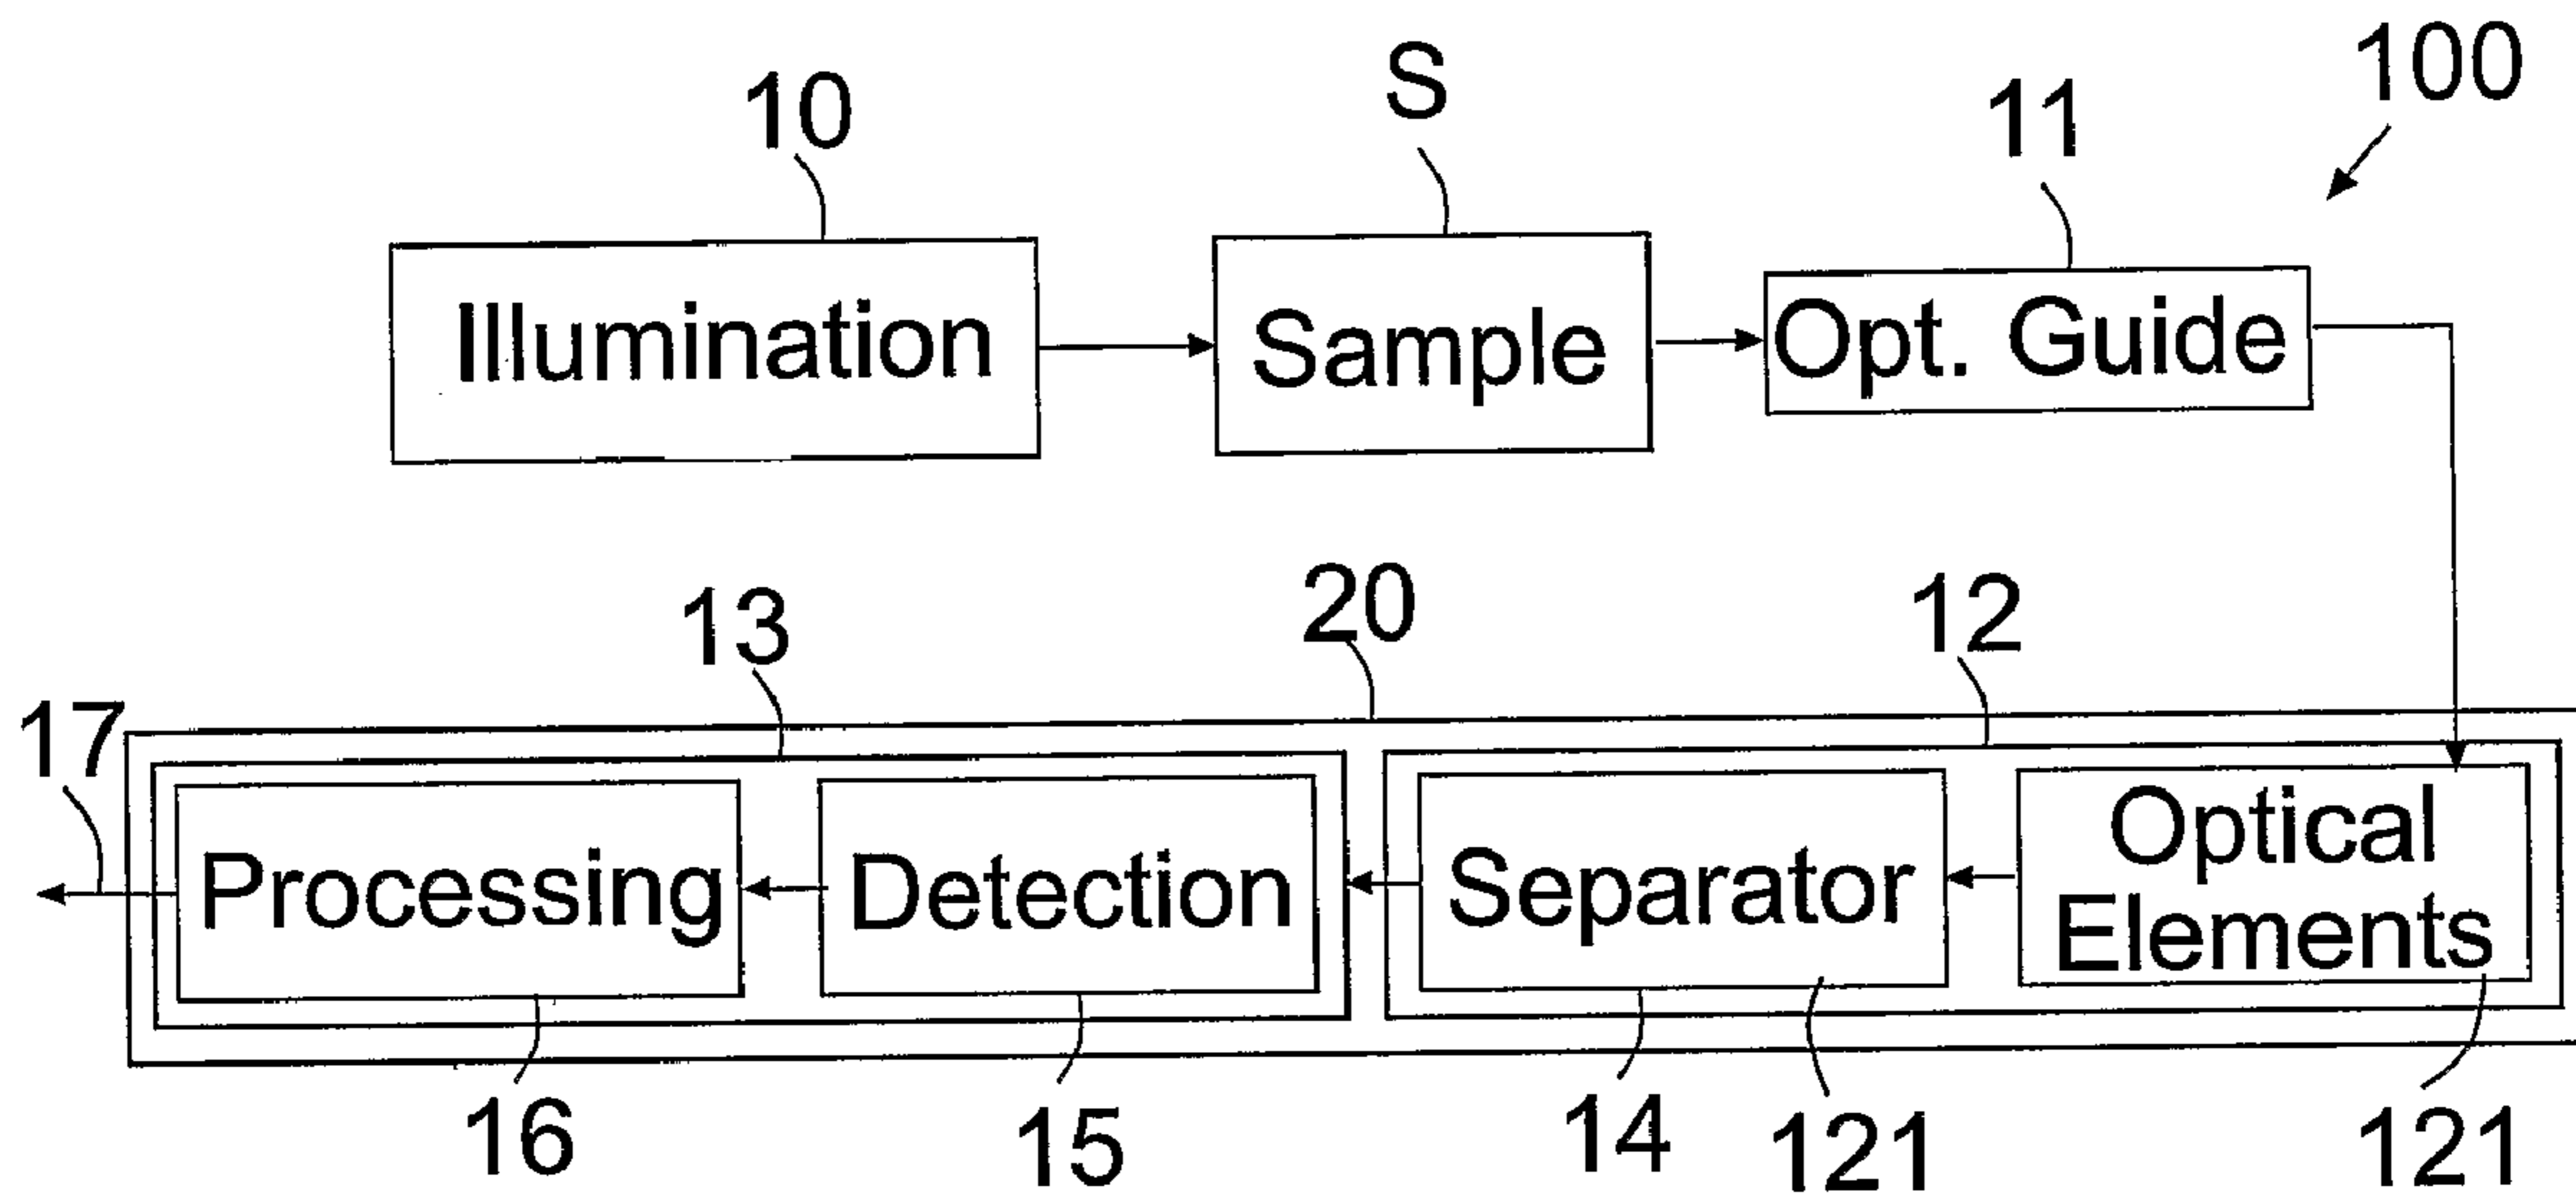 100
10
S
11
Illumination
Sample
Opt. Guide
13
20
12
17
Processing
Detection
Separator
Optical
Elements
16
15
14
121
121